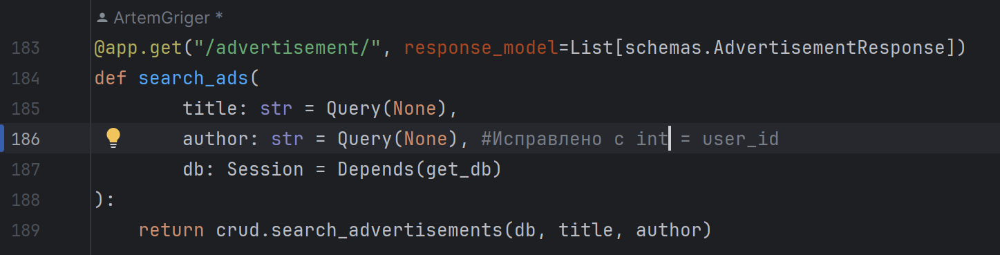 ArtemGriger *
183 @app.get("/advertisement/", response_model=List[schemas.AdvertisementResponse])
184 def search_ads(
185         title: str = Query(None),
186         author: str = Query(None), #Исправлено с int = user_id
187         db: Session = Depends(get_db)
188 ):
189     return crud.search_advertisements(db, title, author)